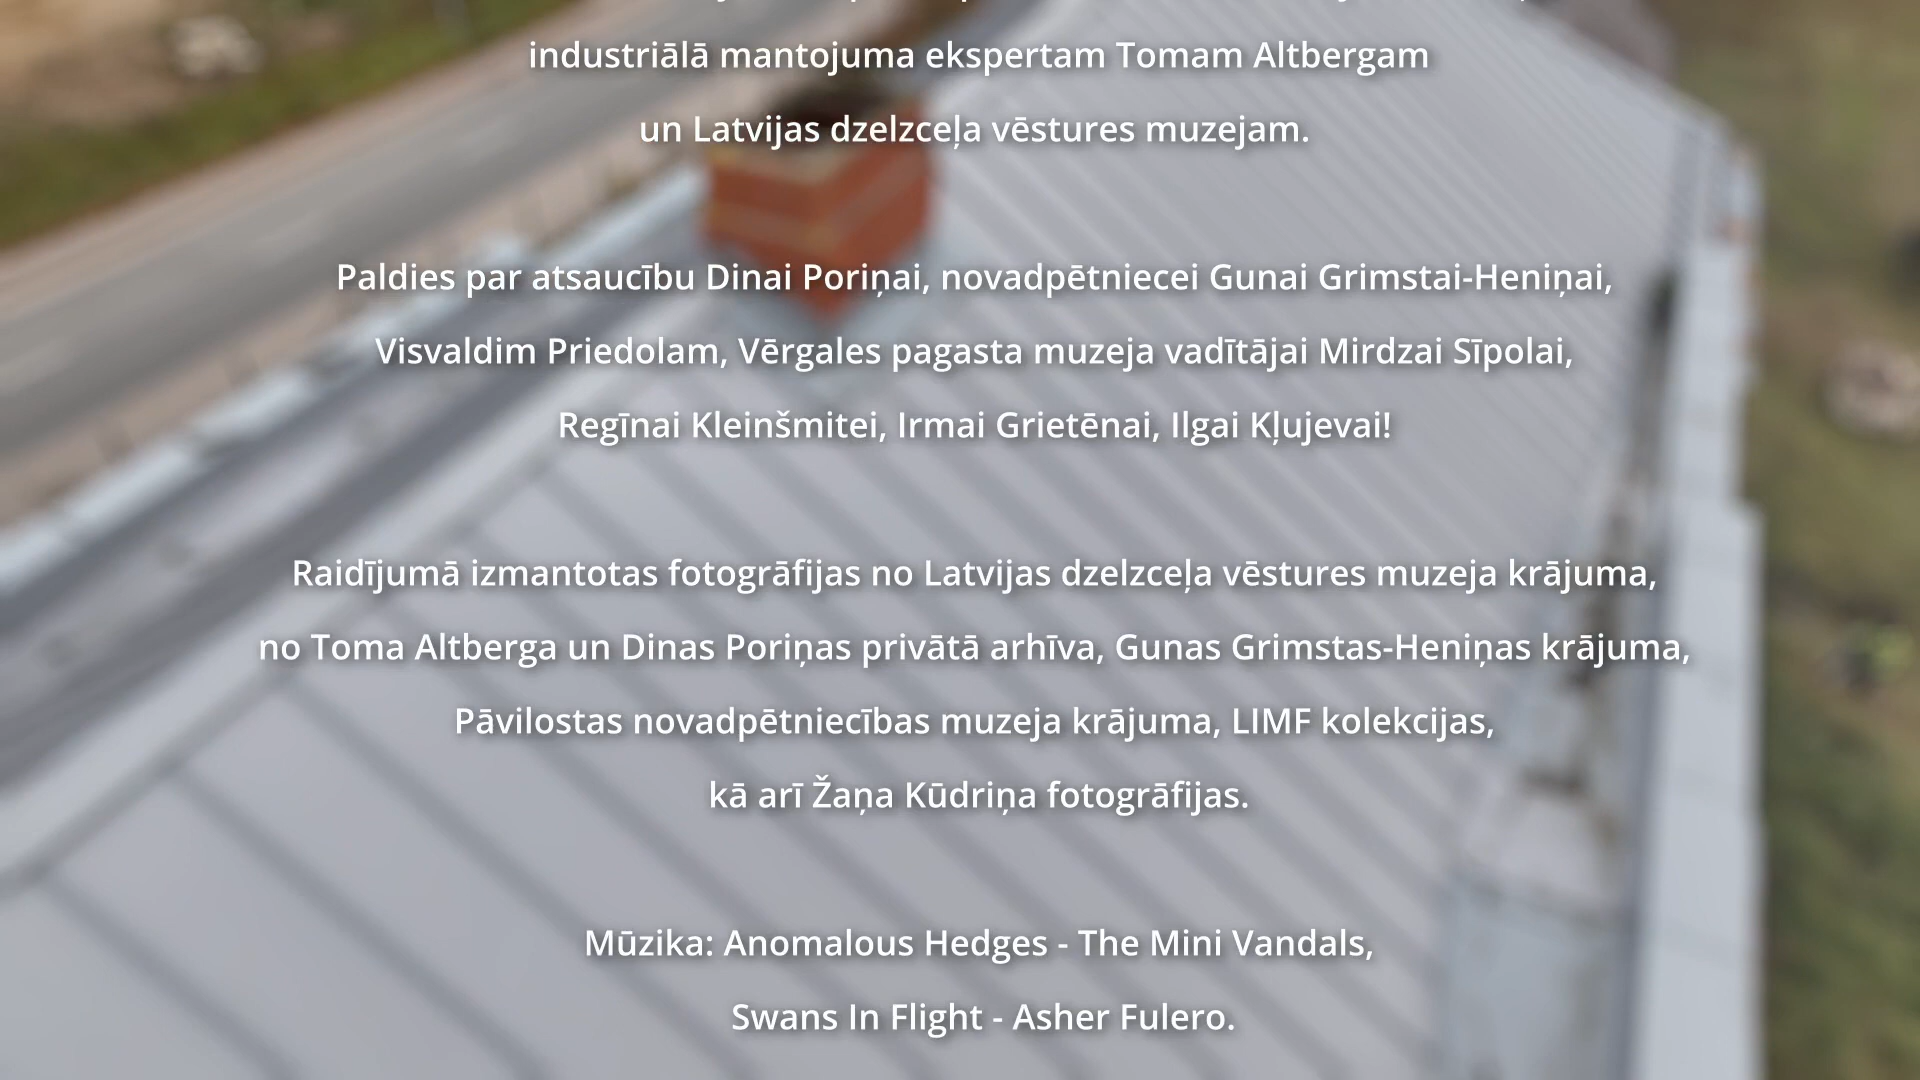 industriālā mantojuma ekspertam Tomam Altbergam
un Latvijas dzelzceļa vēstures muzejam.
Paldies par atsaucību Dinai Poriņai, novadpētniecei Gunai Grimstai-Heniņai,
Visvaldim Priedolam, Vērgales pagasta muzeja vadītājai Mirdzai Sīpolai,
Regīnai Kleinšmitei, Irmai Grietēnai, Ilgai Kļujevai!
Raidījumā izmantotas fotogrāfijas no Latvijas dzelzceļa vēstures muzeja krājuma,
no Toma Altberga un Dinas Poriņas privātā arhīva, Gunas Grimstas-Heniņas krājuma,
Pāvilostas novadpētniecības muzeja krājuma, LIMF kolekcijas,
kā arī Žaņa Kūdriņa fotogrāfijas.
Mūzika: Anomalous Hedges - The Mini Vandals,
Swans In Flight - Asher Fulero.